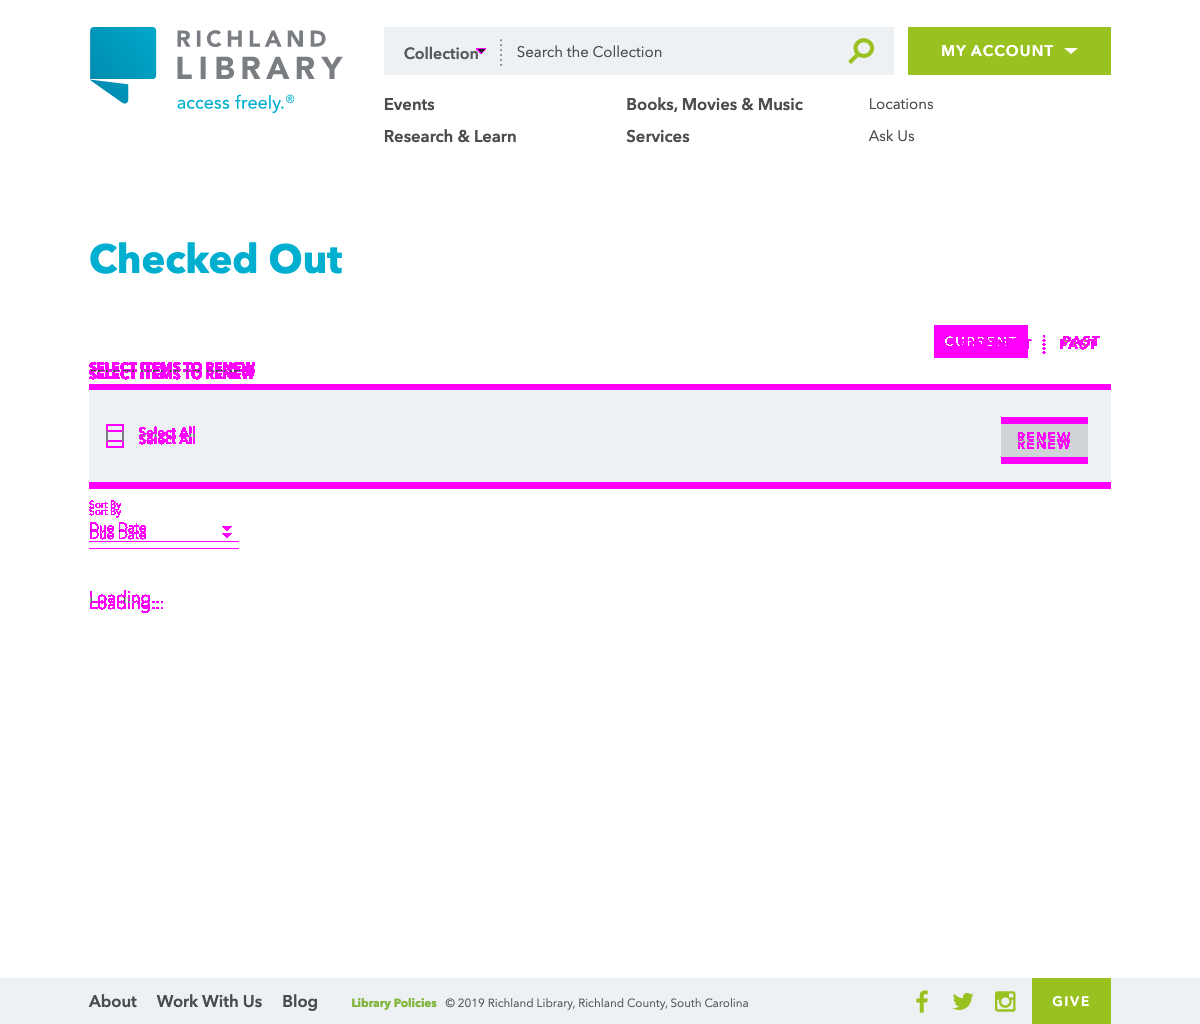 RICHLAND
LIBRARY
access freely.®
Collection
Search the Collection
MY ACCOUNT
Events
Books, Movies & Music
Locations
Research & Learn
Services
Ask Us
Checked Out
CURRENT
PAST
SELECT ITEMS TO RENEW
Select All
RENEW
Sort By
Due Date
Loading...
About
Work With Us
Blog
Library Policies
© 2019 Richland Library, Richland County, South Carolina
GIVE